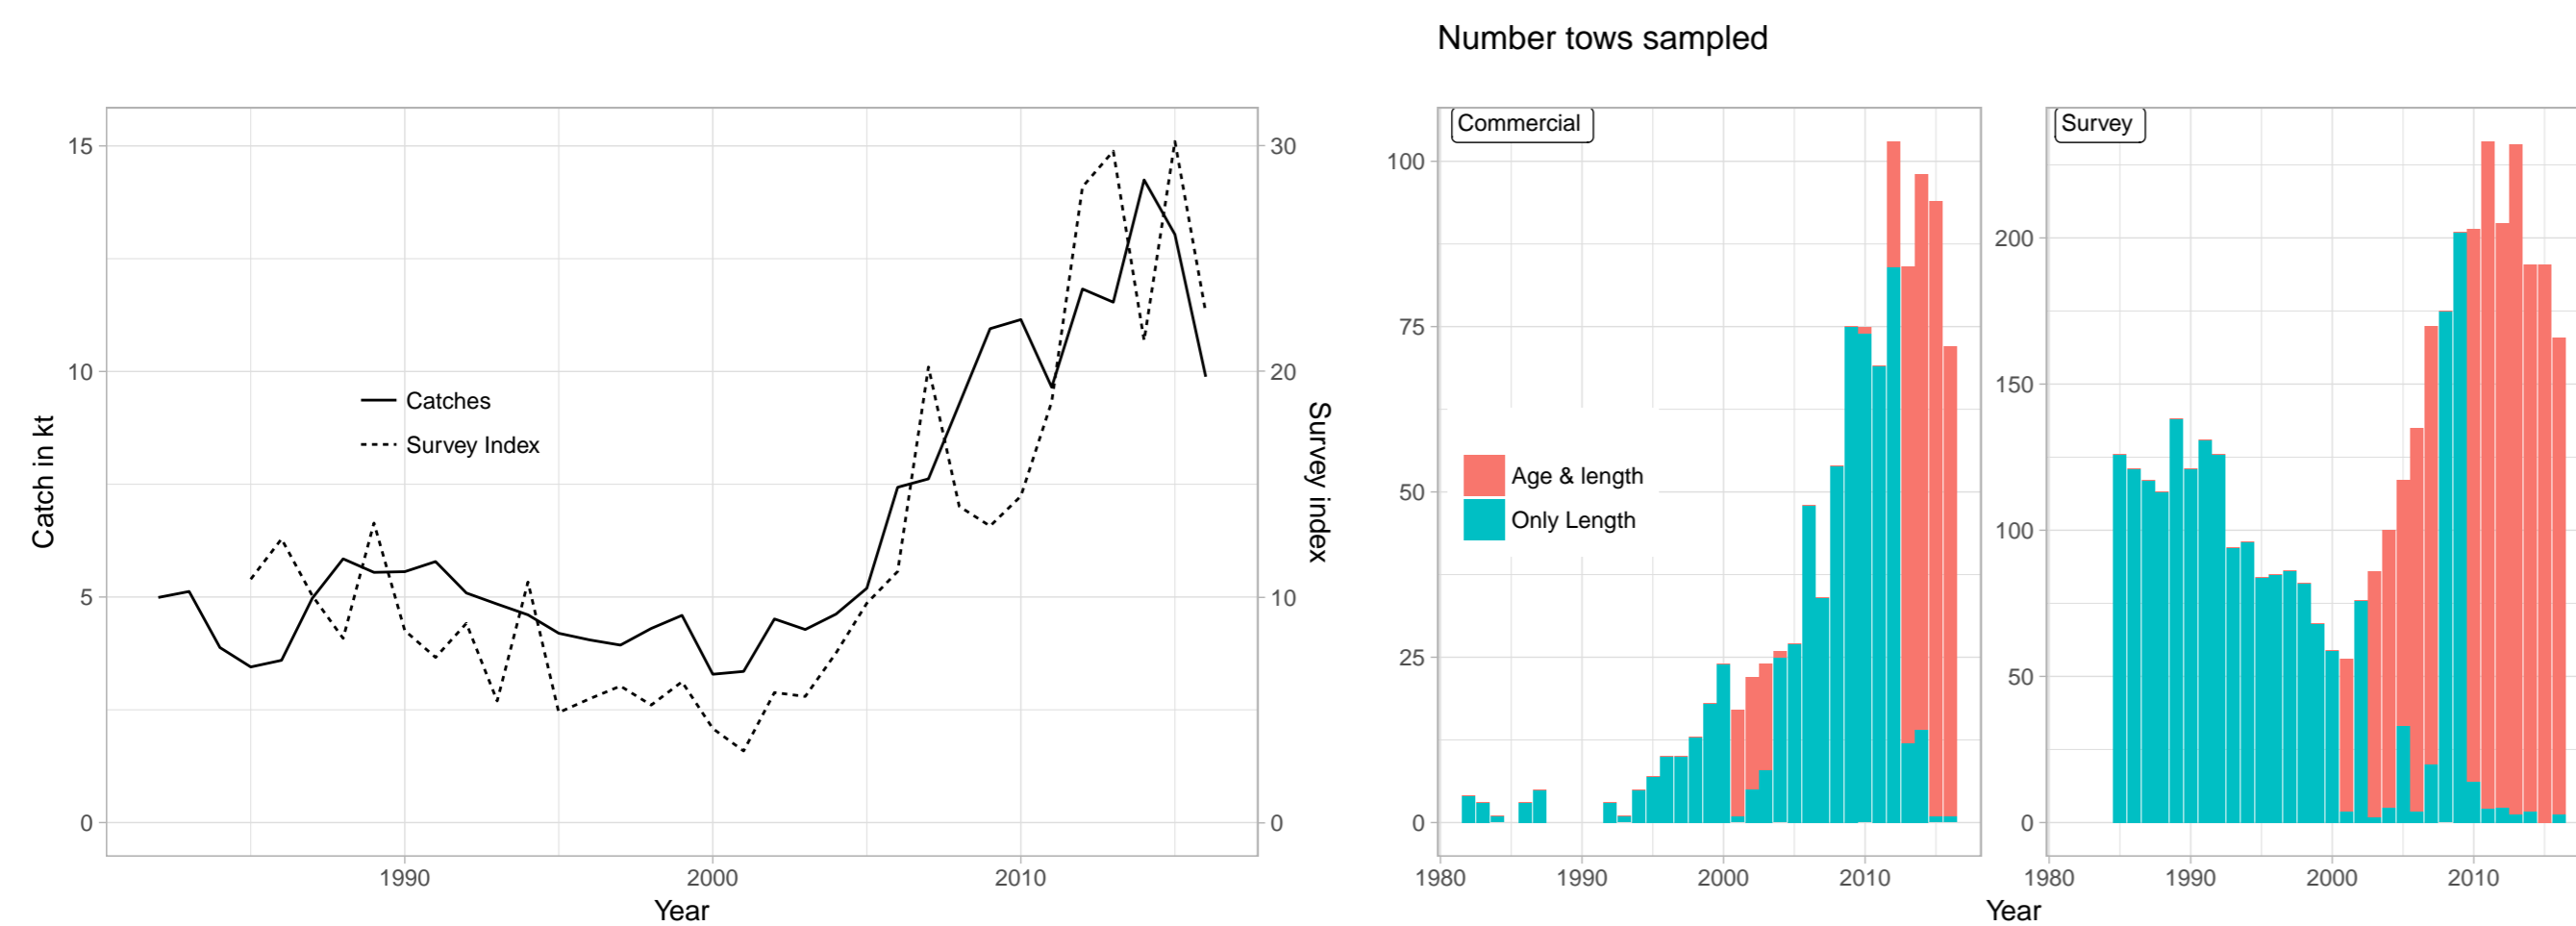 Number tows sampled
15
10
5
0
Catch in kt
Catches
Survey Index
30
20
10
0
Survey index
1990
2000
2010
Year
Commercial
100
75
50
25
0
Age & length
Only Length
1980
1990
2000
2010
Survey
200
150
100
50
0
1980
1990
2000
2010
Year